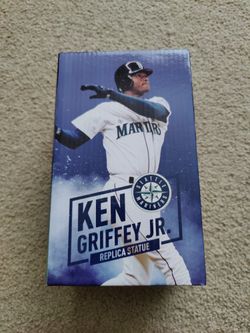 MARINERS
SEATTLE
MARINERS
KEN
GRIFFEY JR.
REPLICA STATUE